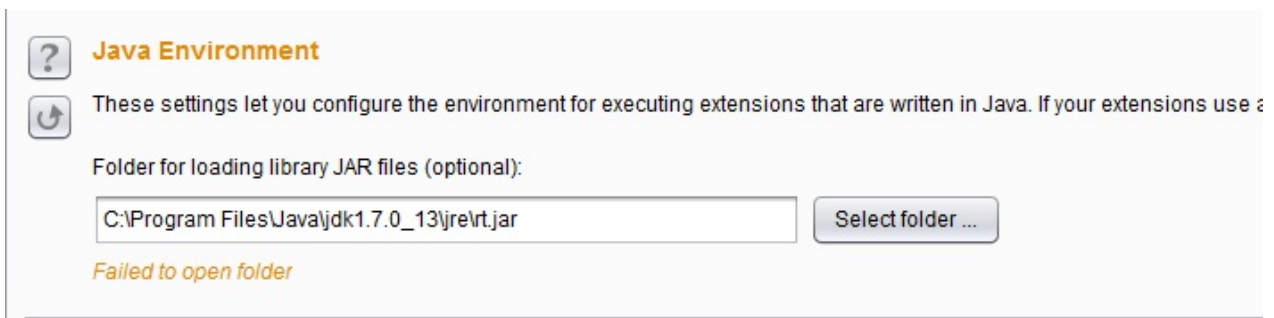 ?
Java Environment
These settings let you configure the environment for executing extensions that are written in Java. If your extensions use a
Folder for loading library JAR files (optional):
C:\Program Files\Java\jdk1.7.0_13\jre\rt.jar
Select folder ...
Failed to open folder